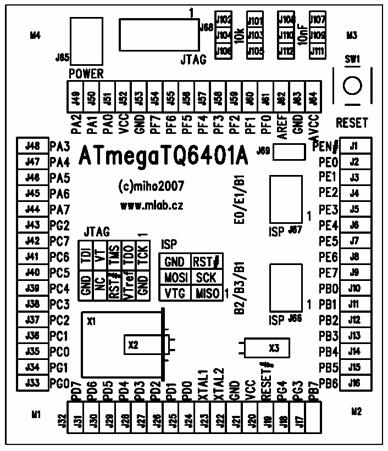 M4
J65
POWER
J68
JTAG
J102 J101 J108 J107
J104 10k J103 J110 10nF J109
J106 J105 J112 J111
M3
SW1
RESET
J49 J50 J51 J52 J53 J54 J55 J56 J57 J58 J59 J60 J61 J62 J63 J64
PA2 PA1 PA0 VCC GND PF7 PF6 PF5 PF4 PF3 PF2 PF1 PF0 AREF GND AVCC
J48 PA3
J47 PA4
J46 PA5
J45 PA6
J44 PA7
J43 PG2
J42 PC7
J41 PC6
J40 PC5
J39 PC4
J38 PC3
J37 PC2
J36 PC1
J35 PC0
J34 PG1
J33 PG0
ATmegaTQ6401A
(c)miho2007
www.mlab.cz
J69
E0/E1/B1
ISP J67
B2/B3/B1
ISP J66
JTAG
TDI VT TMS TDO TCK 1
GND NC RST# VTref GND
ISP
GND RST#
MOSI SCK
VTG MISO 1
X1
X2
X3
PEN# J1
PE0 J2
PE1 J3
PE2 J4
PE3 J5
PE4 J6
PE5 J7
PE6 J8
PE7 J9
PB0 J10
PB1 J11
PB2 J12
PB3 J13
PB4 J14
PB5 J15
PB6 J16
M1
PD7 PD6 PD5 PD4 PD3 PD2 PD1 PD0 XTAL1 XTAL2 GND VCC RESET# PG4 PG3 PB7
J32 J31 J30 J29 J28 J27 J26 J25 J24 J23 J22 J21 J20 J19 J18 J17
M2